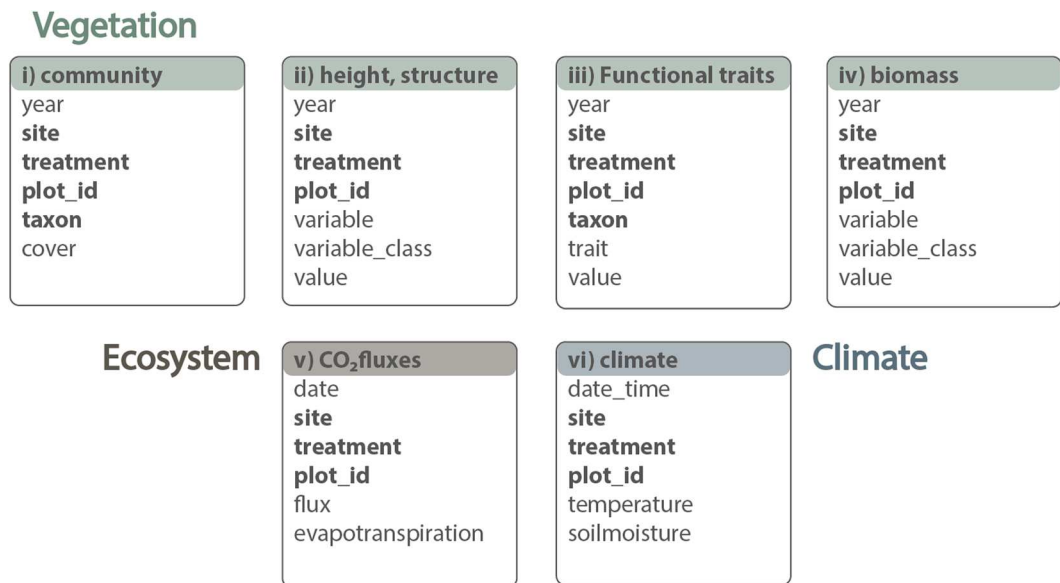 Vegetation
i) community
year
site
treatment
plot_id
taxon
cover
ii) height, structure
year
site
treatment
plot_id
variable
variable_class
value
iii) Functional traits
year
site
treatment
plot_id
taxon
trait
value
iv) biomass
year
site
treatment
plot_id
variable
variable_class
value
Ecosystem
v) CO₂fluxes
date
site
treatment
plot_id
flux
evapotranspiration
vi) climate
date_time
site
treatment
plot_id
temperature
soilmoisture
Climate